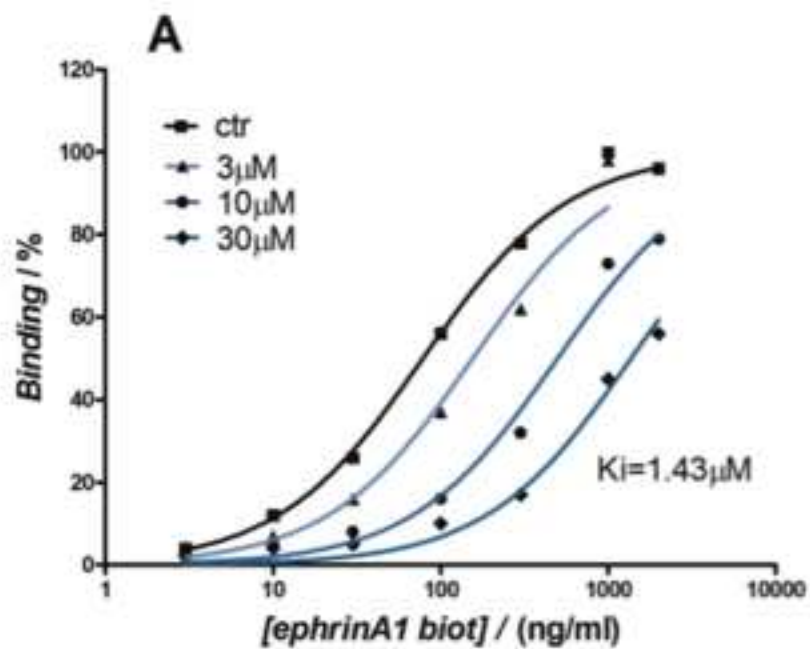 A
120
100
80
60
40
20
0
Binding / %
ctr
3μM
10μM
30μM
Ki=1.43μM
1
10
100
1000
10000
[ephrinA1 biot] / (ng/ml)